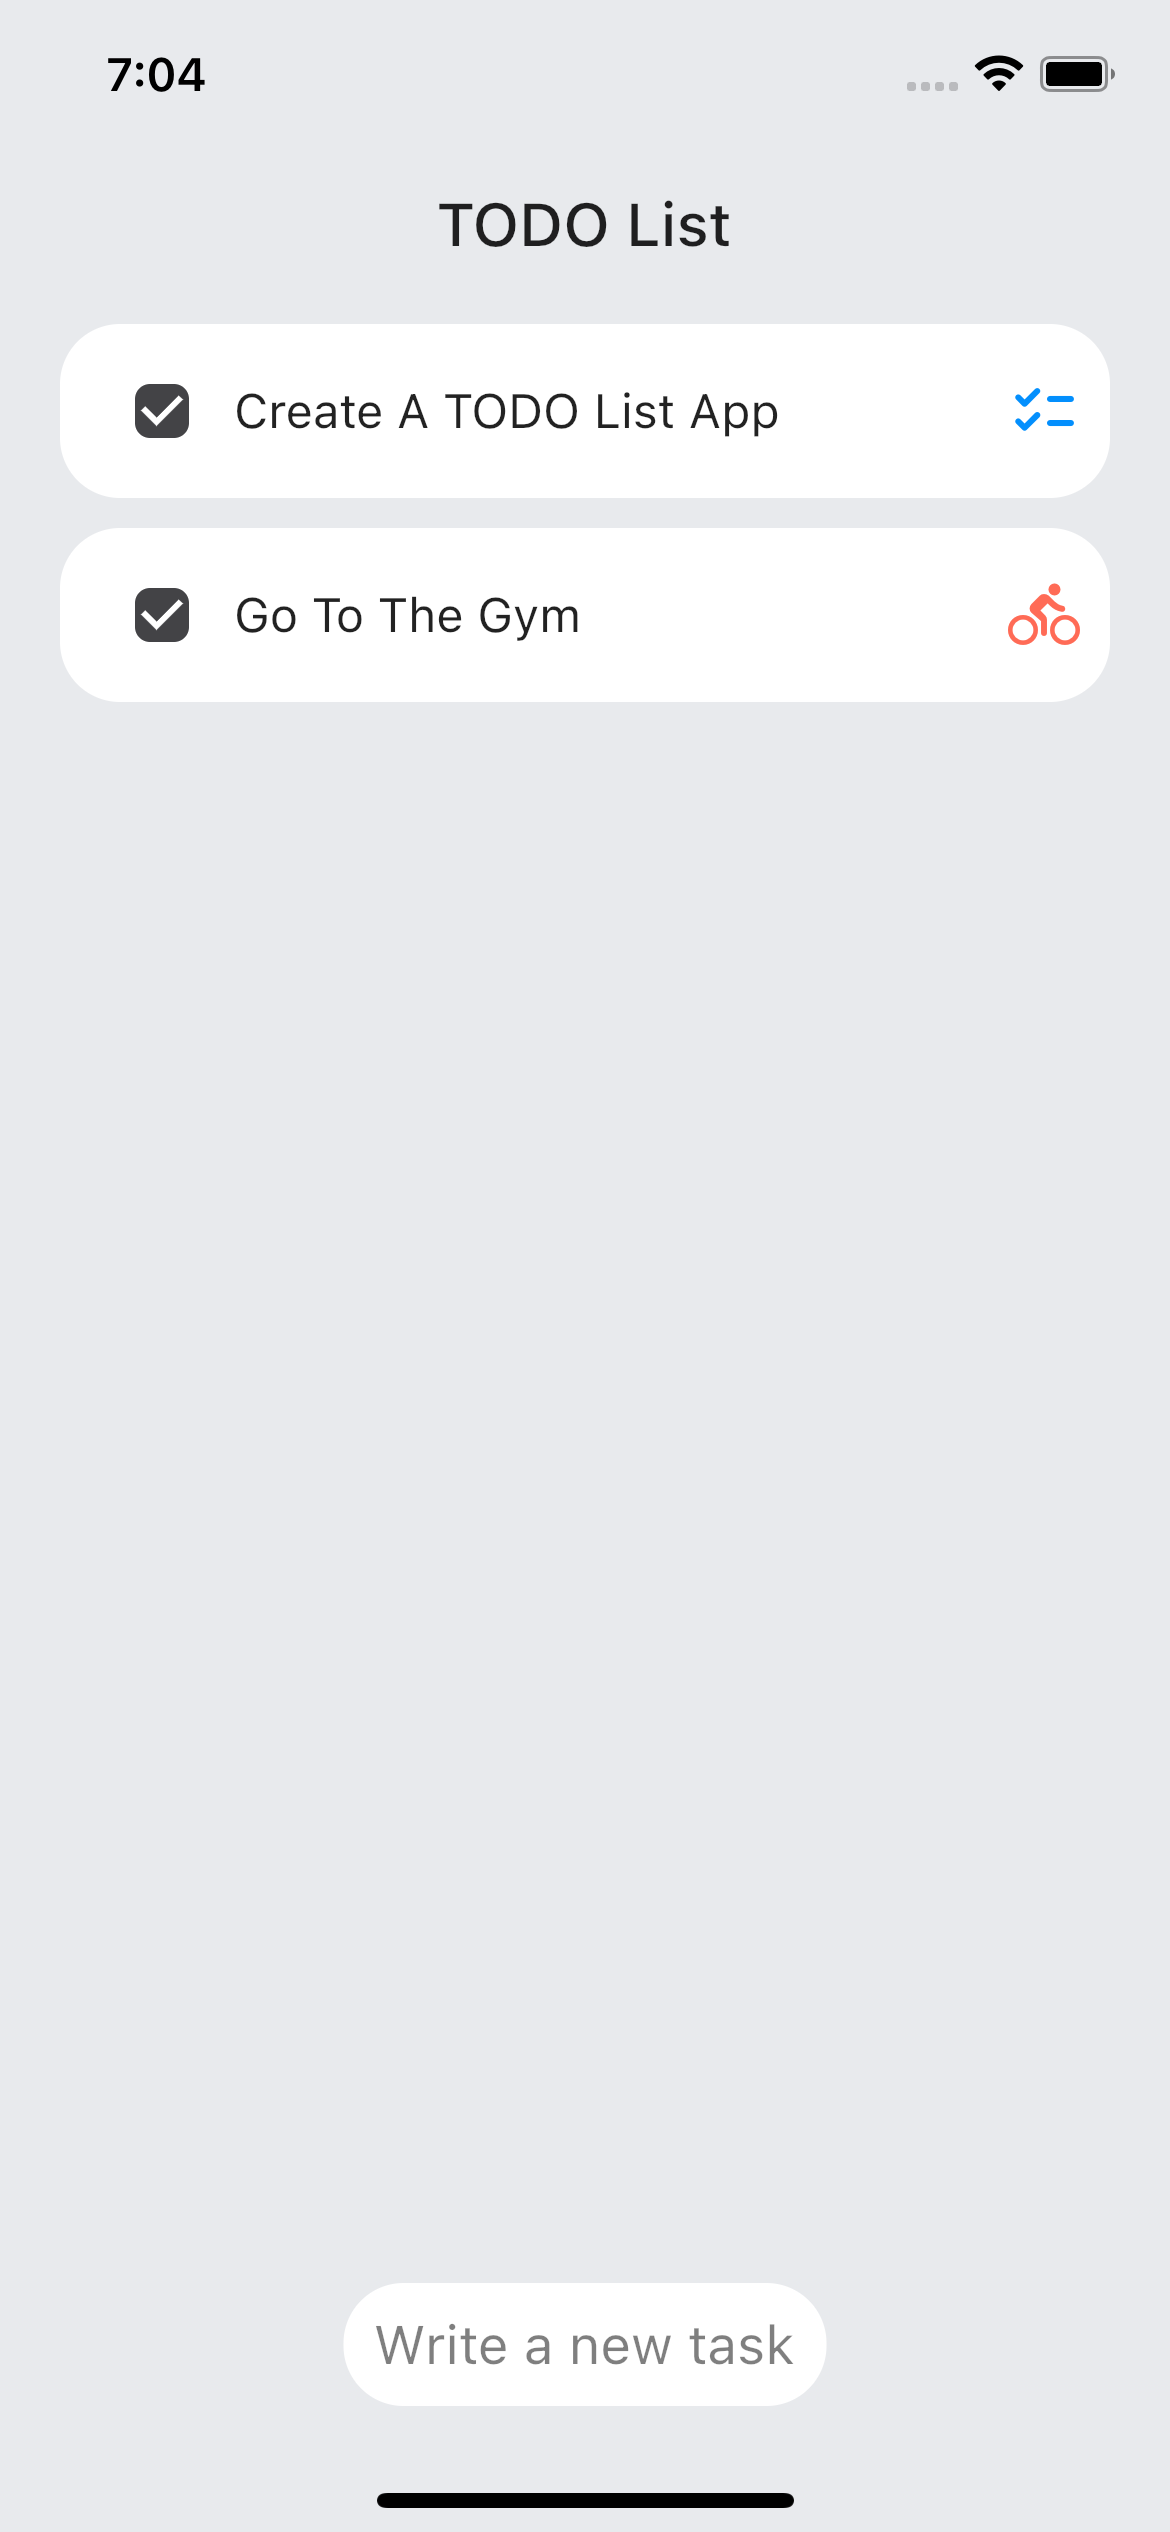 7:04
TODO List
Create A TODO List App
Go To The Gym
Write a new task